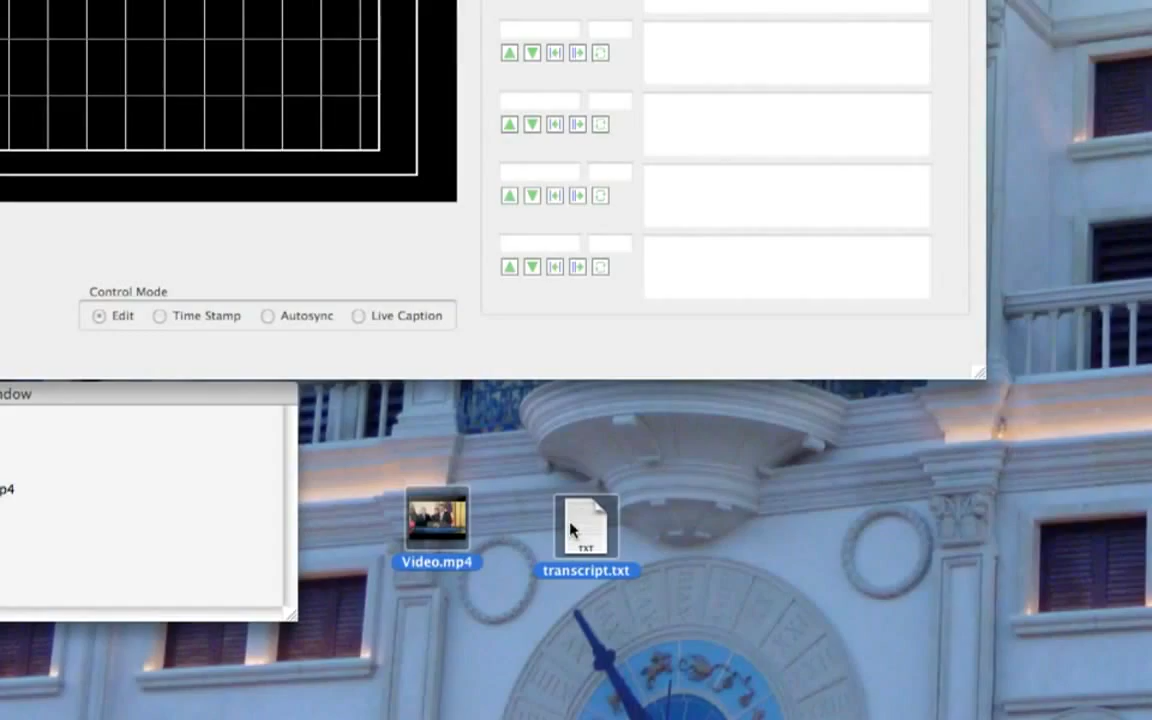 Control Mode
Edit Time Stamp Autosync Live Caption
ndow
p4
TXT
Video.mp4
transcript.txt